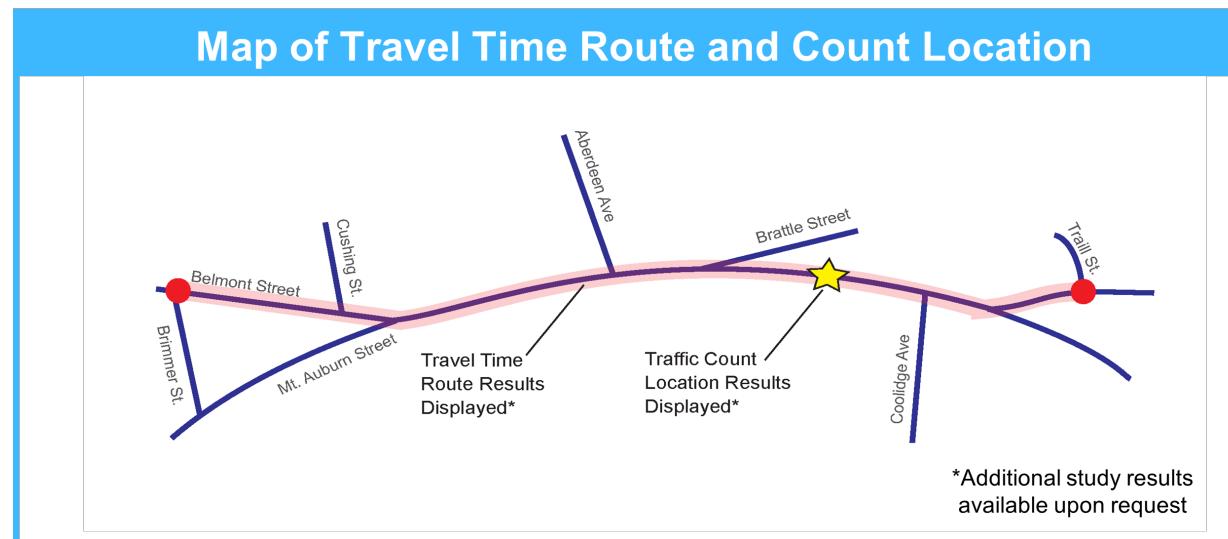 Map of Travel Time Route and Count Location
Aberdeen Ave
Brattle Street
Cushing St.
Traill St.
Belmont Street
Brimmer St.
Mt. Auburn Street
Travel Time
Route Results
Displayed*
Traffic Count
Location Results
Displayed*
Coolidge Ave
*Additional study results
available upon request